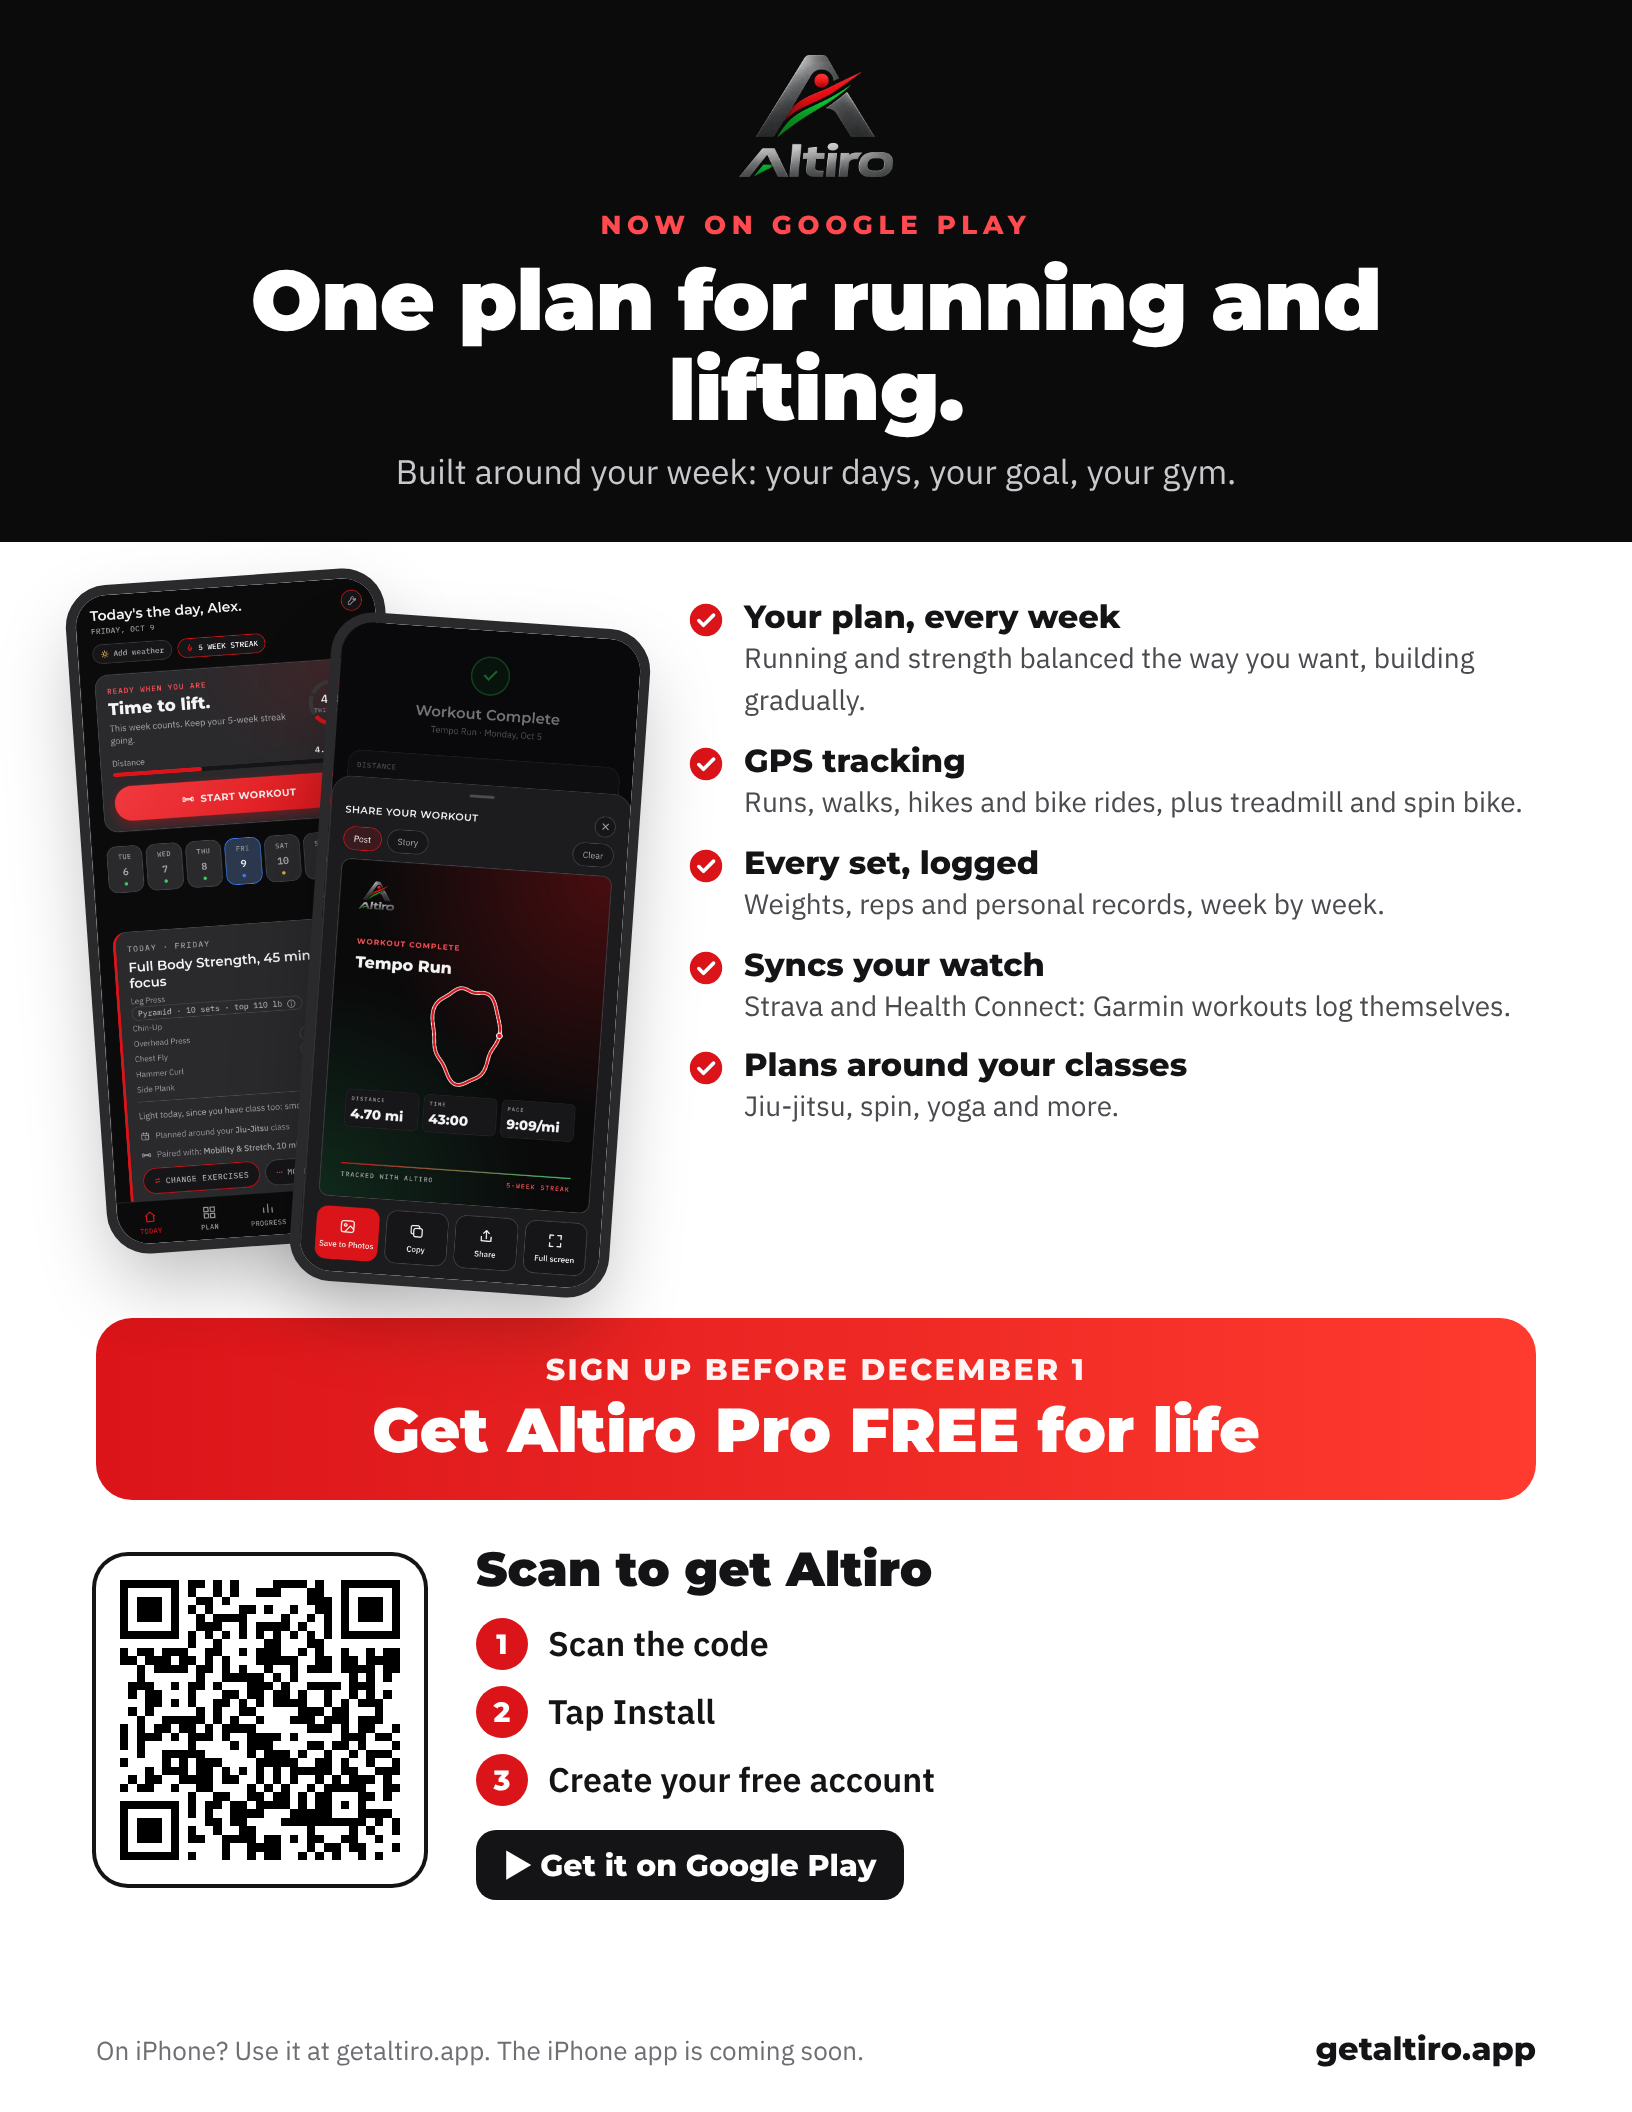 Altiro
NOW ON GOOGLE PLAY
One plan for running and
lifting.
Built around your week: your days, your goal, your gym.
Today's the day, Alex.
FRIDAY, OCT 9
Add weather
5 WEEK STREAK
READY WHEN YOU ARE
Time to lift.
This week counts. Keep your 5-week streak
going.
Distance
START WORKOUT
TUE WED THU FRI SAT
6 7 8 9 10
TODAY · FRIDAY
Full Body Strength, 45 min
focus
Leg Press
Pyramid · 10 sets · top 110 lb
Chin-Up
Overhead Press
Chest Fly
Hammer Curl
Side Plank
Light today, since you have class too:
Planned around your Jiu-Jitsu class
Paired with: Mobility & Stretch, 10
CHANGE EXERCISES
TODAY PLAN PROGRESS
Workout Complete
Tempo Run · Monday, Oct 5
DISTANCE
SHARE YOUR WORKOUT
Post Story Clear
Altiro
WORKOUT COMPLETE
Tempo Run
DISTANCE TIME PACE
4.70 mi 43:00 9:09/mi
TRACKED WITH ALTIRO 5-WEEK STREAK
Save to Photos Copy Share Full screen
Your plan, every week
Running and strength balanced the way you want, building
gradually.
GPS tracking
Runs, walks, hikes and bike rides, plus treadmill and spin bike.
Every set, logged
Weights, reps and personal records, week by week.
Syncs your watch
Strava and Health Connect: Garmin workouts log themselves.
Plans around your classes
Jiu-jitsu, spin, yoga and more.
SIGN UP BEFORE DECEMBER 1
Get Altiro Pro FREE for life
Scan to get Altiro
1 Scan the code
2 Tap Install
3 Create your free account
Get it on Google Play
On iPhone? Use it at getaltiro.app. The iPhone app is coming soon.
getaltiro.app